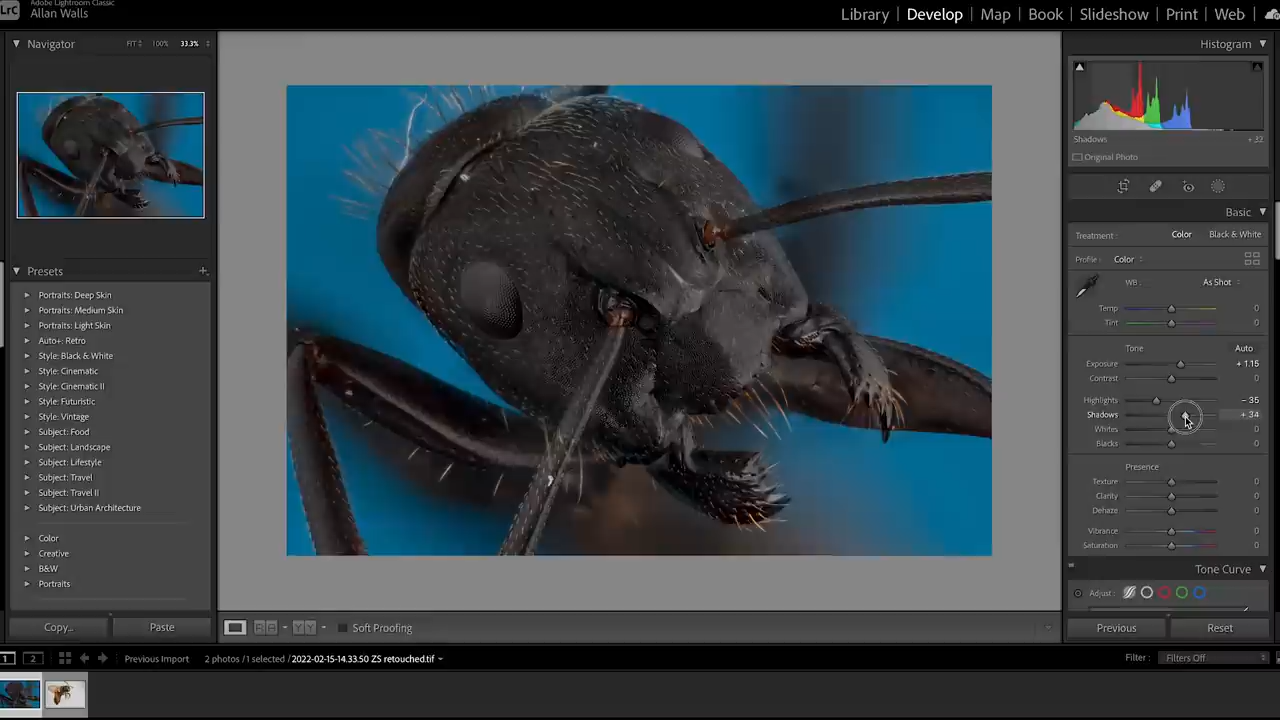 LrC
Adobe Lightroom Classic
Allan Walls
Library | Develop | Map | Book | Slideshow | Print | Web
Navigator FIT 100% 33.3%
Presets +
Portraits: Deep Skin
Portraits: Medium Skin
Portraits: Light Skin
Auto+: Retro
Style: Black & White
Style: Cinematic
Style: Cinematic II
Style: Futuristic
Style: Vintage
Subject: Food
Subject: Landscape
Subject: Lifestyle
Subject: Travel
Subject: Travel II
Subject: Urban Architecture
Color
Creative
B&W
Portraits
Copy... Paste
Soft Proofing
Histogram
Shadows + 32
Original Photo
Basic
Treatment: Color Black & White
Profile: Color
WB: As Shot
Temp 0
Tint 0
Tone Auto
Exposure + 1.15
Contrast 0
Highlights - 35
Shadows + 34
Whites 0
Blacks 0
Presence
Texture 0
Clarity 0
Dehaze 0
Vibrance 0
Saturation 0
Tone Curve
Adjust:
Previous Reset
1 2 Previous Import 2 photos / 1 selected / 2022-02-15-14.33.50 ZS retouched.tif Filter: Filters Off